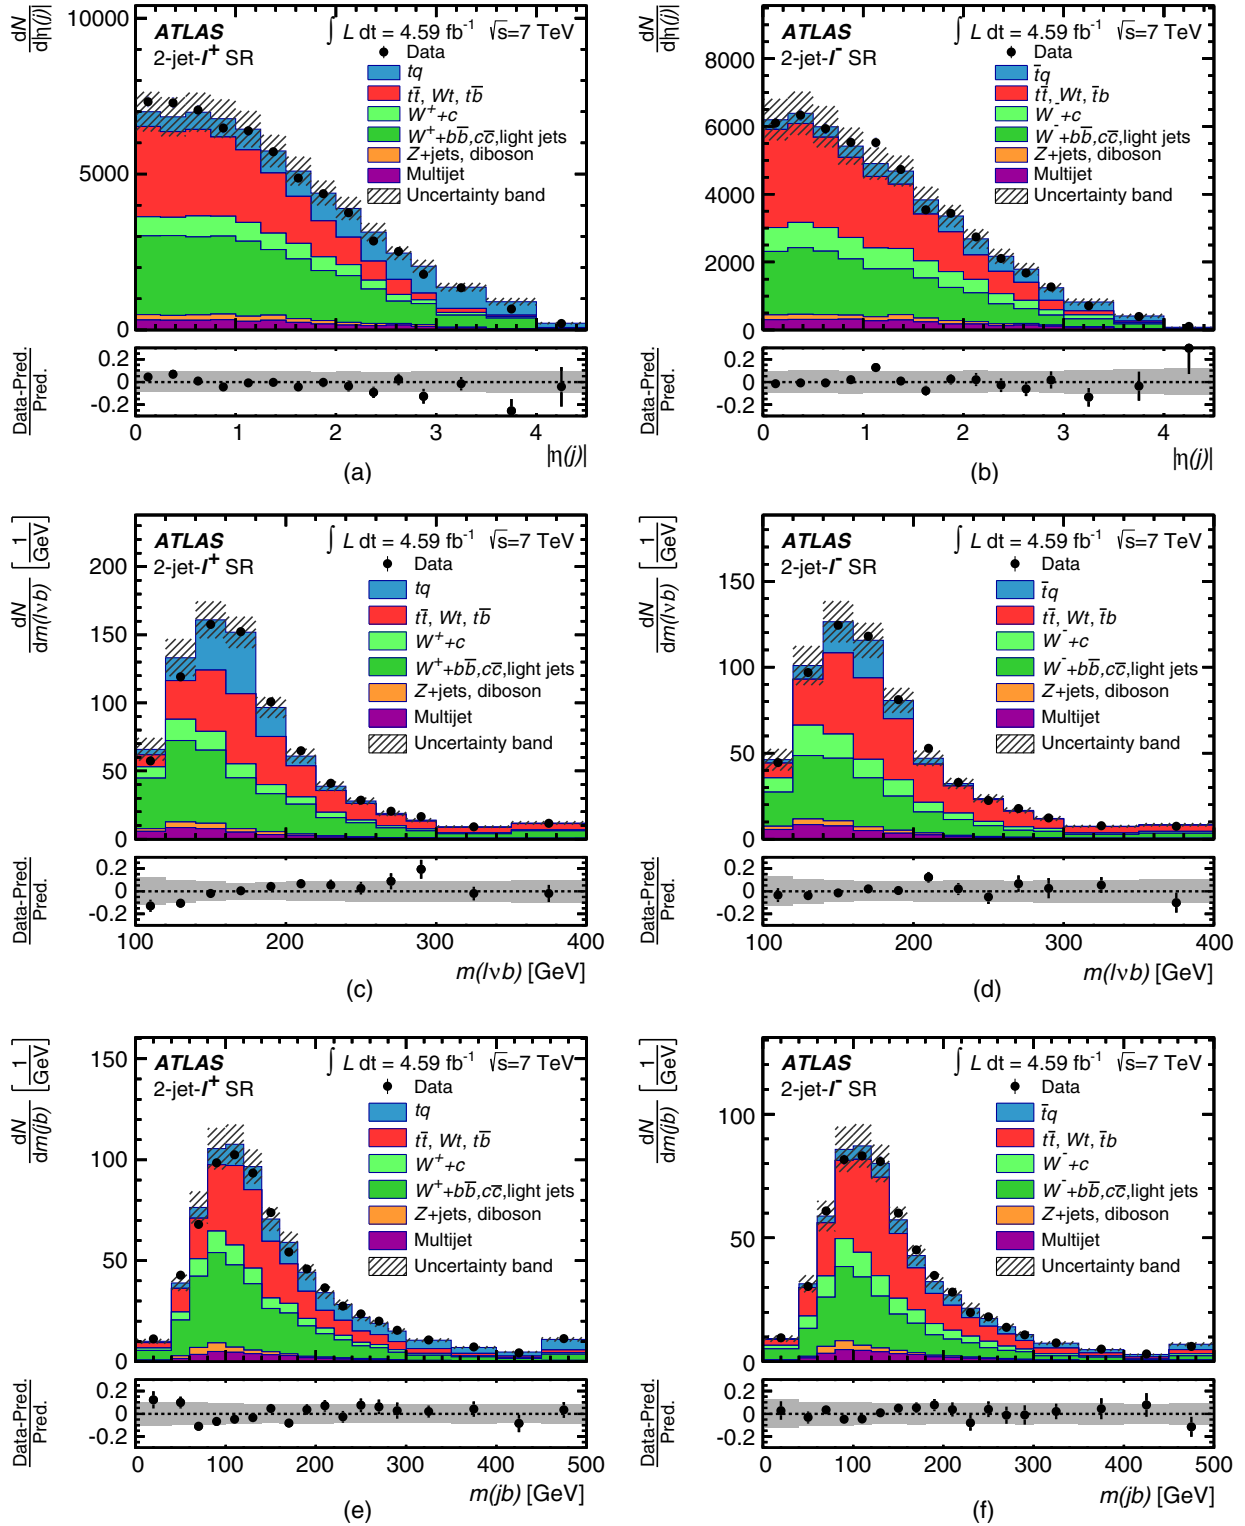 dN
d|η(j)|
10000
5000
0
ATLAS
2-jet-l⁺ SR
∫ L dt = 4.59 fb⁻¹ √s=7 TeV
Data
tq
tt̄, Wt, tb̄
W⁺+c
W⁺+bb̄,cc̄,light jets
Z+jets, diboson
Multijet
Uncertainty band
Data-Pred.
Pred.
0.2
0
-0.2
0 1 2 3 4
|η(j)|
(a)
dN
d|η(j)|
8000
6000
4000
2000
0
ATLAS
2-jet-l⁻ SR
∫ L dt = 4.59 fb⁻¹ √s=7 TeV
Data
t̄q
tt̄, Wt, t̄b
W⁻+c
W⁻+bb̄,cc̄,light jets
Z+jets, diboson
Multijet
Uncertainty band
Data-Pred.
Pred.
0.2
0
-0.2
0 1 2 3 4
|η(j)|
(b)
dN
dm(lνb)
[1/GeV]
200
150
100
50
0
ATLAS
2-jet-l⁺ SR
∫ L dt = 4.59 fb⁻¹ √s=7 TeV
Data
tq
tt̄, Wt, tb̄
W⁺+c
W⁺+bb̄,cc̄,light jets
Z+jets, diboson
Multijet
Uncertainty band
Data-Pred.
Pred.
0.2
0
-0.2
100 200 300 400
m(lνb) [GeV]
(c)
dN
dm(lνb)
[1/GeV]
150
100
50
0
ATLAS
2-jet-l⁻ SR
∫ L dt = 4.59 fb⁻¹ √s=7 TeV
Data
t̄q
tt̄, Wt, t̄b
W⁻+c
W⁻+bb̄,cc̄,light jets
Z+jets, diboson
Multijet
Uncertainty band
Data-Pred.
Pred.
0.2
0
-0.2
100 200 300 400
m(lνb) [GeV]
(d)
dN
dm(jb)
[1/GeV]
150
100
50
0
ATLAS
2-jet-l⁺ SR
∫ L dt = 4.59 fb⁻¹ √s=7 TeV
Data
tq
tt̄, Wt, tb̄
W⁺+c
W⁺+bb̄,cc̄,light jets
Z+jets, diboson
Multijet
Uncertainty band
Data-Pred.
Pred.
0.2
0
-0.2
0 100 200 300 400 500
m(jb) [GeV]
(e)
dN
dm(jb)
[1/GeV]
100
50
0
ATLAS
2-jet-l⁻ SR
∫ L dt = 4.59 fb⁻¹ √s=7 TeV
Data
t̄q
tt̄, Wt, t̄b
W⁻+c
W⁻+bb̄,cc̄,light jets
Z+jets, diboson
Multijet
Uncertainty band
Data-Pred.
Pred.
0.2
0
-0.2
0 100 200 300 400 500
m(jb) [GeV]
(f)